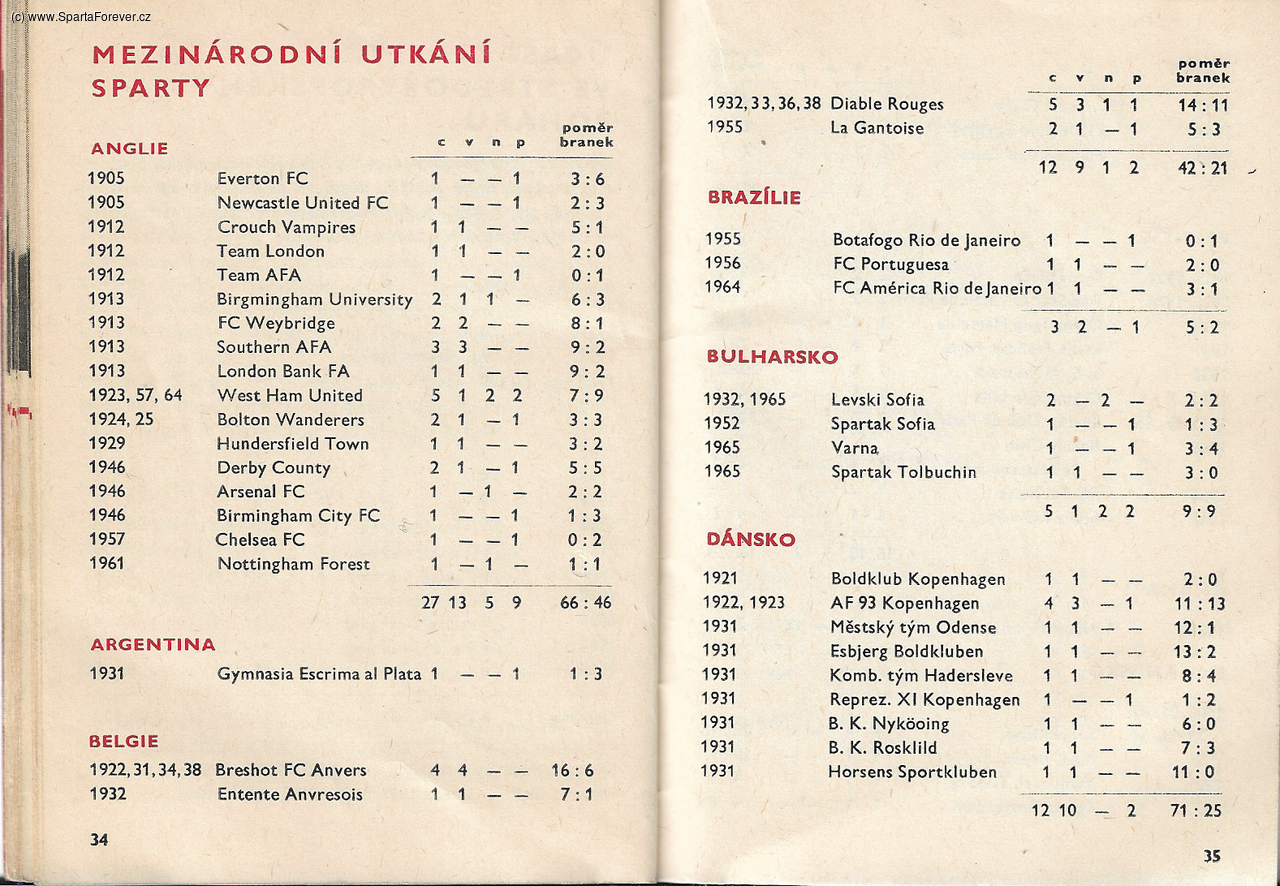 (c) www.SpartaForever.cz
MEZINÁRODNÍ UTKÁNÍ
SPARTY
poměr
ANGLIE c v n p branek
1905 Everton FC 1 — — 1 3 : 6
1905 Newcastle United FC 1 — — 1 2 : 3
1912 Crouch Vampires 1 1 — — 5 : 1
1912 Team London 1 1 — — 2 : 0
1912 Team AFA 1 — — 1 0 : 1
1913 Birgmingham University 2 1 1 — 6 : 3
1913 FC Weybridge 2 2 — — 8 : 1
1913 Southern AFA 3 3 — — 9 : 2
1913 London Bank FA 1 1 — — 9 : 2
1923, 57, 64 West Ham United 5 1 2 2 7 : 9
1924, 25 Bolton Wanderers 2 1 — 1 3 : 3
1929 Hundersfield Town 1 1 — — 3 : 2
1946 Derby County 2 1 — 1 5 : 5
1946 Arsenal FC 1 — 1 — 2 : 2
1946 Birmingham City FC 1 — — 1 1 : 3
1957 Chelsea FC 1 — — 1 0 : 2
1961 Nottingham Forest 1 — 1 — 1 : 1
27 13 5 9 66 : 46
ARGENTINA
1931 Gymnasia Escrima al Plata 1 — — 1 1 : 3
BELGIE
1922, 31, 34, 38 Breshot FC Anvers 4 4 — — 16 : 6
1932 Entente Anvresois 1 1 — — 7 : 1
34
poměr
c v n p branek
1932, 33, 36, 38 Diable Rouges 5 3 1 1 14 : 11
1955 La Gantoise 2 1 — 1 5 : 3
12 9 1 2 42 : 21
BRAZÍLIE
1955 Botafogo Rio de Janeiro 1 — — 1 0 : 1
1956 FC Portuguesa 1 1 — — 2 : 0
1964 FC América Rio de Janeiro 1 1 — — 3 : 1
3 2 — 1 5 : 2
BULHARSKO
1932, 1965 Levski Sofia 2 — 2 — 2 : 2
1952 Spartak Sofia 1 — — 1 1 : 3
1965 Varna 1 — — 1 3 : 4
1965 Spartak Tolbuchin 1 1 — — 3 : 0
5 1 2 2 9 : 9
DÁNSKO
1921 Boldklub Kopenhagen 1 1 — — 2 : 0
1922, 1923 AF 93 Kopenhagen 4 3 — 1 11 : 13
1931 Městský tým Odense 1 1 — — 12 : 1
1931 Esbjerg Boldkluben 1 1 — — 13 : 2
1931 Komb. tým Hadersleve 1 1 — — 8 : 4
1931 Reprez. XI Kopenhagen 1 — — 1 1 : 2
1931 B. K. Nyköoing 1 1 — — 6 : 0
1931 B. K. Rosklild 1 1 — — 7 : 3
1931 Horsens Sportkluben 1 1 — — 11 : 0
12 10 — 2 71 : 25
35